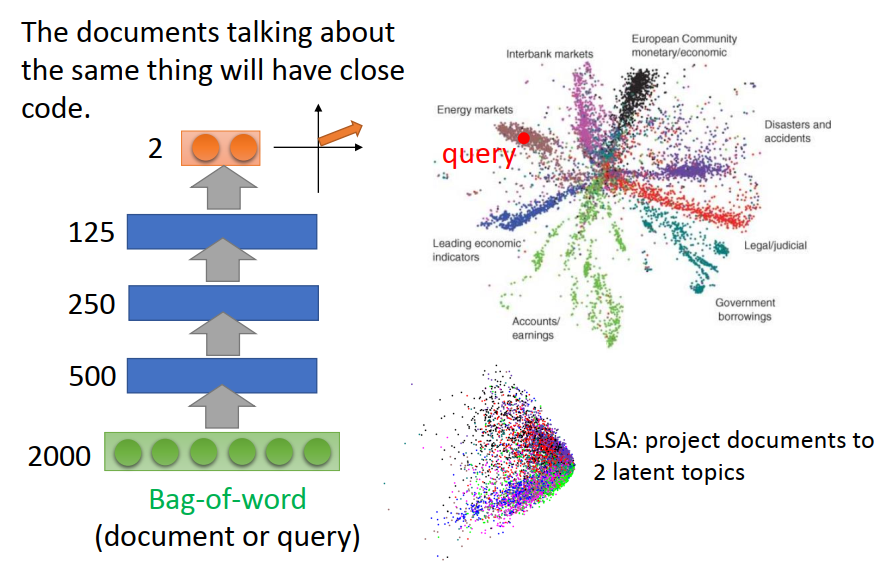 The documents talking about
the same thing will have close
code.
2
125
250
500
2000
Bag-of-word
(document or query)
Interbank markets
European Community
monetary/economic
Energy markets
query
Disasters and
accidents
Leading economic
indicators
Legal/judicial
Government
borrowings
Accounts/
earnings
LSA: project documents to
2 latent topics